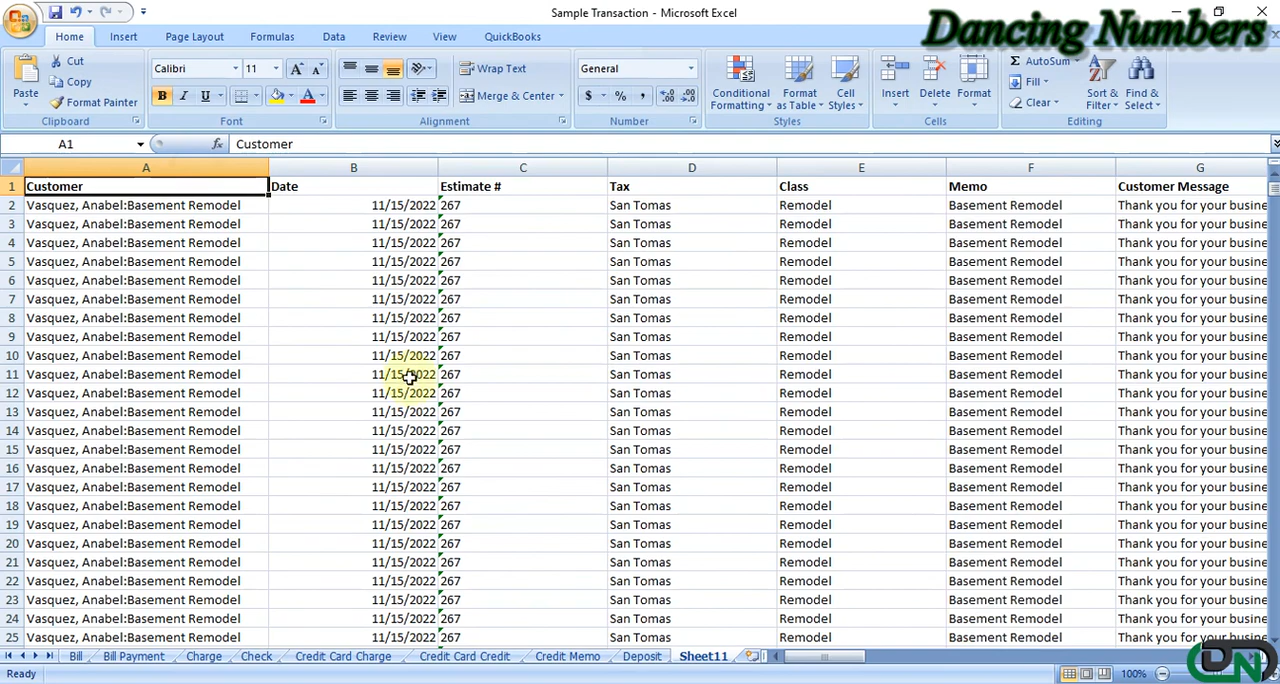 Sample Transaction - Microsoft Excel
Dancing Numbers
Home Insert Page Layout Formulas Data Review View QuickBooks
Paste
Cut
Copy
Format Painter
Clipboard
Calibri 11 A A
B I U A
Font
Wrap Text
Merge & Center
Alignment
General
$ % , .0 .00 .00 .0
Number
Conditional Formatting
Format as Table
Cell Styles
Styles
Insert Delete Format
Cells
Σ AutoSum
Fill
Clear
Sort & Filter
Find & Select
Editing
A1 fx Customer
A B C D E F G
1 Customer Date Estimate # Tax Class Memo Customer Message
2 Vasquez, Anabel:Basement Remodel 11/15/2022 267 San Tomas Remodel Basement Remodel Thank you for your busine
3 Vasquez, Anabel:Basement Remodel 11/15/2022 267 San Tomas Remodel Basement Remodel Thank you for your busine
4 Vasquez, Anabel:Basement Remodel 11/15/2022 267 San Tomas Remodel Basement Remodel Thank you for your busine
5 Vasquez, Anabel:Basement Remodel 11/15/2022 267 San Tomas Remodel Basement Remodel Thank you for your busine
6 Vasquez, Anabel:Basement Remodel 11/15/2022 267 San Tomas Remodel Basement Remodel Thank you for your busine
7 Vasquez, Anabel:Basement Remodel 11/15/2022 267 San Tomas Remodel Basement Remodel Thank you for your busine
8 Vasquez, Anabel:Basement Remodel 11/15/2022 267 San Tomas Remodel Basement Remodel Thank you for your busine
9 Vasquez, Anabel:Basement Remodel 11/15/2022 267 San Tomas Remodel Basement Remodel Thank you for your busine
10 Vasquez, Anabel:Basement Remodel 11/15/2022 267 San Tomas Remodel Basement Remodel Thank you for your busine
11 Vasquez, Anabel:Basement Remodel 11/15/2022 267 San Tomas Remodel Basement Remodel Thank you for your busine
12 Vasquez, Anabel:Basement Remodel 11/15/2022 267 San Tomas Remodel Basement Remodel Thank you for your busine
13 Vasquez, Anabel:Basement Remodel 11/15/2022 267 San Tomas Remodel Basement Remodel Thank you for your busine
14 Vasquez, Anabel:Basement Remodel 11/15/2022 267 San Tomas Remodel Basement Remodel Thank you for your busine
15 Vasquez, Anabel:Basement Remodel 11/15/2022 267 San Tomas Remodel Basement Remodel Thank you for your busine
16 Vasquez, Anabel:Basement Remodel 11/15/2022 267 San Tomas Remodel Basement Remodel Thank you for your busine
17 Vasquez, Anabel:Basement Remodel 11/15/2022 267 San Tomas Remodel Basement Remodel Thank you for your busine
18 Vasquez, Anabel:Basement Remodel 11/15/2022 267 San Tomas Remodel Basement Remodel Thank you for your busine
19 Vasquez, Anabel:Basement Remodel 11/15/2022 267 San Tomas Remodel Basement Remodel Thank you for your busine
20 Vasquez, Anabel:Basement Remodel 11/15/2022 267 San Tomas Remodel Basement Remodel Thank you for your busine
21 Vasquez, Anabel:Basement Remodel 11/15/2022 267 San Tomas Remodel Basement Remodel Thank you for your busine
22 Vasquez, Anabel:Basement Remodel 11/15/2022 267 San Tomas Remodel Basement Remodel Thank you for your busine
23 Vasquez, Anabel:Basement Remodel 11/15/2022 267 San Tomas Remodel Basement Remodel Thank you for your busine
24 Vasquez, Anabel:Basement Remodel 11/15/2022 267 San Tomas Remodel Basement Remodel Thank you for your busine
25 Vasquez, Anabel:Basement Remodel 11/15/2022 267 San Tomas Remodel Basement Remodel Thank you for your busine
Bill Bill Payment Charge Check Credit Card Charge Credit Card Credit Credit Memo Deposit Sheet11
Ready 100%
DN